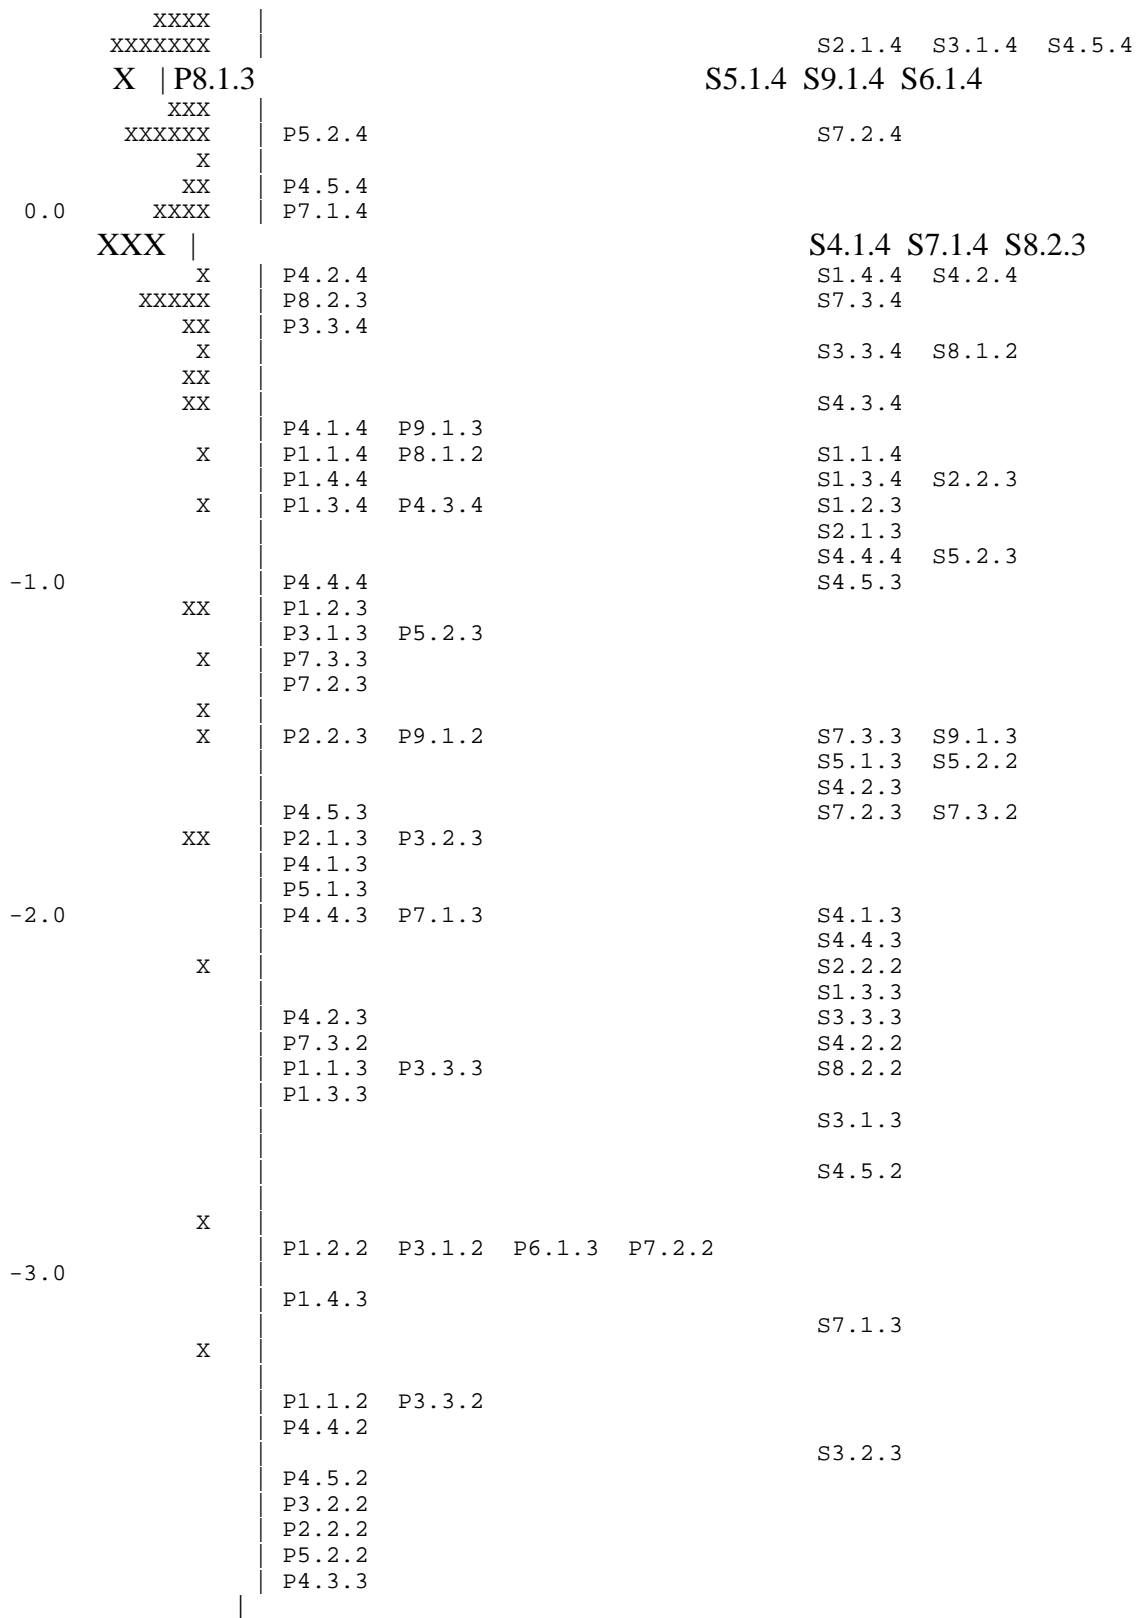 XXXX |
XXXXXXX | S2.1.4 S3.1.4 S4.5.4
X | P8.1.3 S5.1.4 S9.1.4 S6.1.4
XXX |
XXXXXX | P5.2.4 S7.2.4
X |
XX | P4.5.4
0.0 XXXX | P7.1.4
XXX | S4.1.4 S7.1.4 S8.2.3
X | P4.2.4 S1.4.4 S4.2.4
XXXXX | P8.2.3 S7.3.4
XX | P3.3.4
X | S3.3.4 S8.1.2
XX |
XX | S4.3.4
| P4.1.4 P9.1.3
X | P1.1.4 P8.1.2 S1.1.4
| P1.4.4 S1.3.4 S2.2.3
X | P1.3.4 P4.3.4 S1.2.3
| S2.1.3
| S4.4.4 S5.2.3
-1.0 | P4.4.4 S4.5.3
XX | P1.2.3
| P3.1.3 P5.2.3
X | P7.3.3
| P7.2.3
X |
X | P2.2.3 P9.1.2 S7.3.3 S9.1.3
| S5.1.3 S5.2.2
| S4.2.3
| P4.5.3 S7.2.3 S7.3.2
XX | P2.1.3 P3.2.3
| P4.1.3
| P5.1.3
-2.0 | P4.4.3 P7.1.3 S4.1.3
| S4.4.3
X | S2.2.2
| S1.3.3
| P4.2.3 S3.3.3
| P7.3.2 S4.2.2
| P1.1.3 P3.3.3 S8.2.2
| P1.3.3
| S3.1.3
|
| S4.5.2
|
X |
| P1.2.2 P3.1.2 P6.1.3 P7.2.2
-3.0 |
| P1.4.3
| S7.1.3
X |
|
| P1.1.2 P3.3.2
| P4.4.2
| S3.2.3
| P4.5.2
| P3.2.2
| P2.2.2
| P5.2.2
| P4.3.3
|